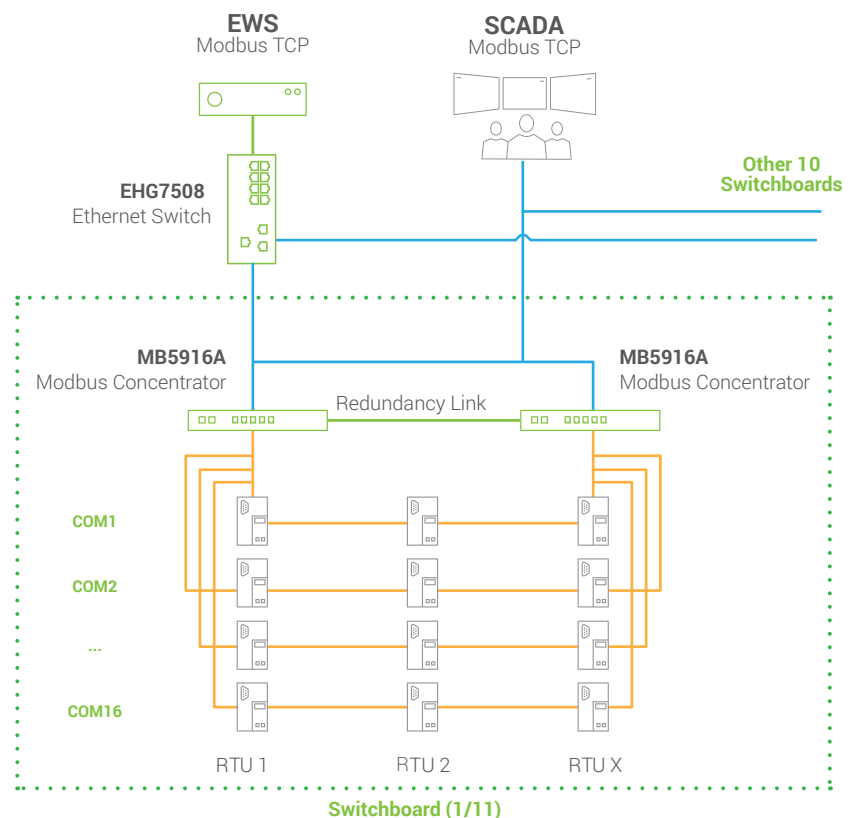 EWS
Modbus TCP
SCADA
Modbus TCP
EHG7508
Ethernet Switch
Other 10
Switchboards
MB5916A
Modbus Concentrator
MB5916A
Modbus Concentrator
Redundancy Link
COM1
COM2
...
COM16
RTU 1
RTU 2
RTU X
Switchboard (1/11)